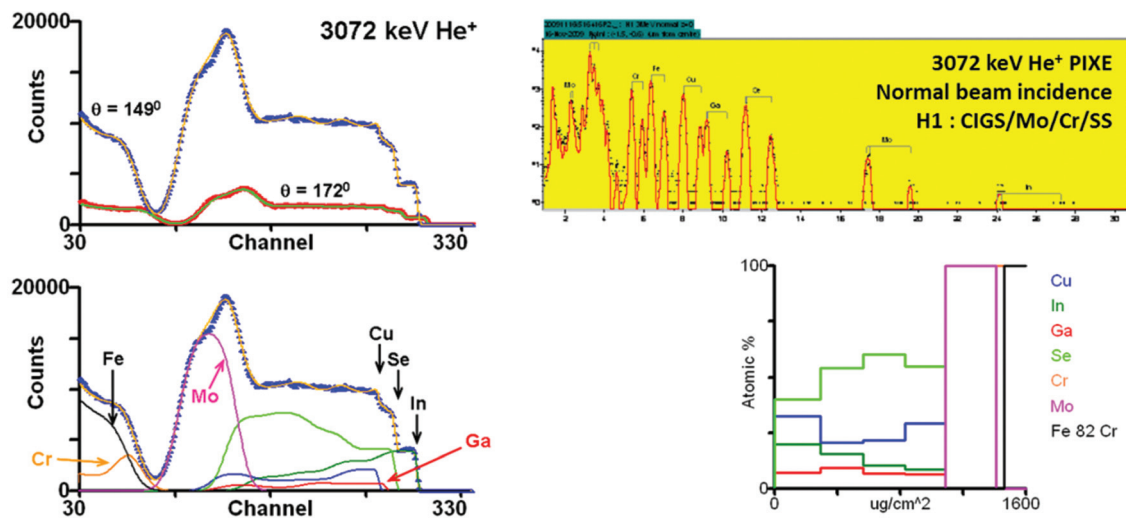 20000
3072 keV He⁺
Counts
θ = 149⁰
θ = 172⁰
0
30
Channel
330
3072 keV He⁺ PIXE
Normal beam incidence
H1 : CIGS/Mo/Cr/SS
Mo
Cr
Fe
Cu
Ga
Mo
In
2 4 6 8 10 12 14 16 18 20 22 24 26 28 30
20000
Counts
Fe
Mo
Cu
Se
In
Ga
Cr
0
30
Channel
330
100
Atomic %
0
0
ug/cm^2
1600
Cu
In
Ga
Se
Cr
Mo
Fe 82 Cr